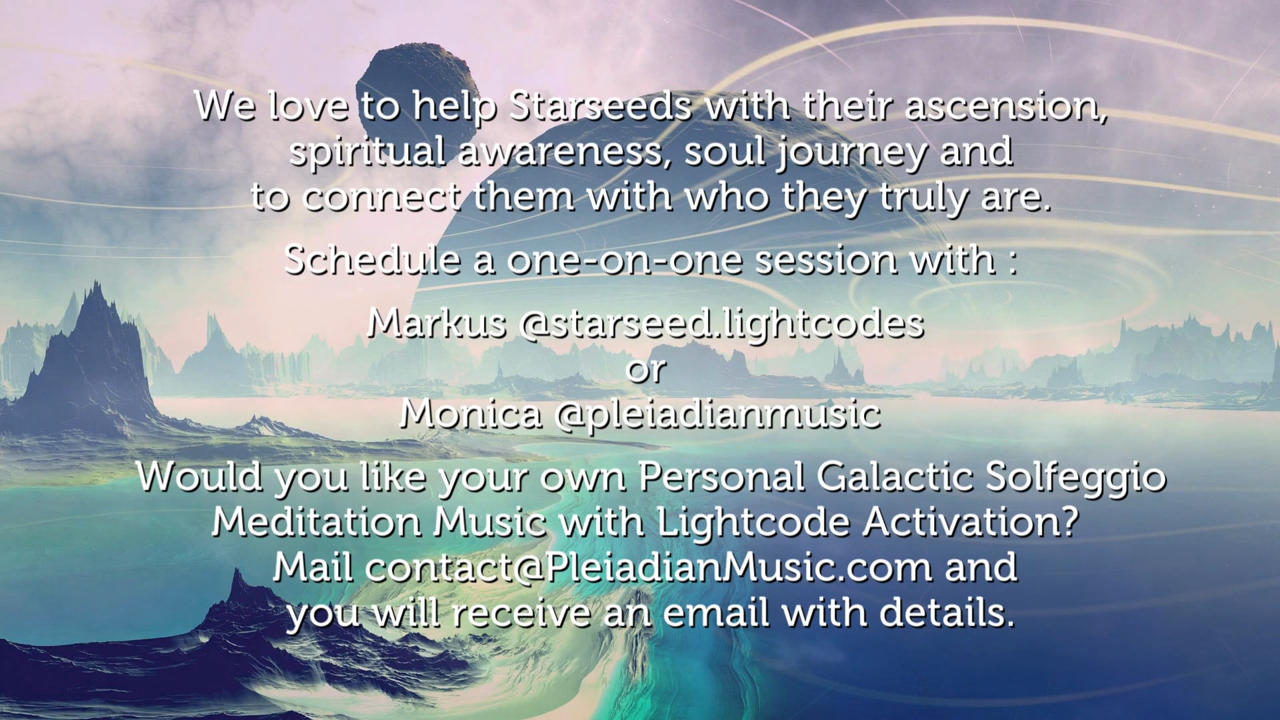 We love to help Starseeds with their ascension,
spiritual awareness, soul journey and
to connect them with who they truly are.
Schedule a one-on-one session with :
Markus @starseed.lightcodes
or
Monica @pleiadianmusic
Would you like your own Personal Galactic Solfeggio
Meditation Music with Lightcode Activation?
Mail contact@PleiadianMusic.com and
you will receive an email with details.